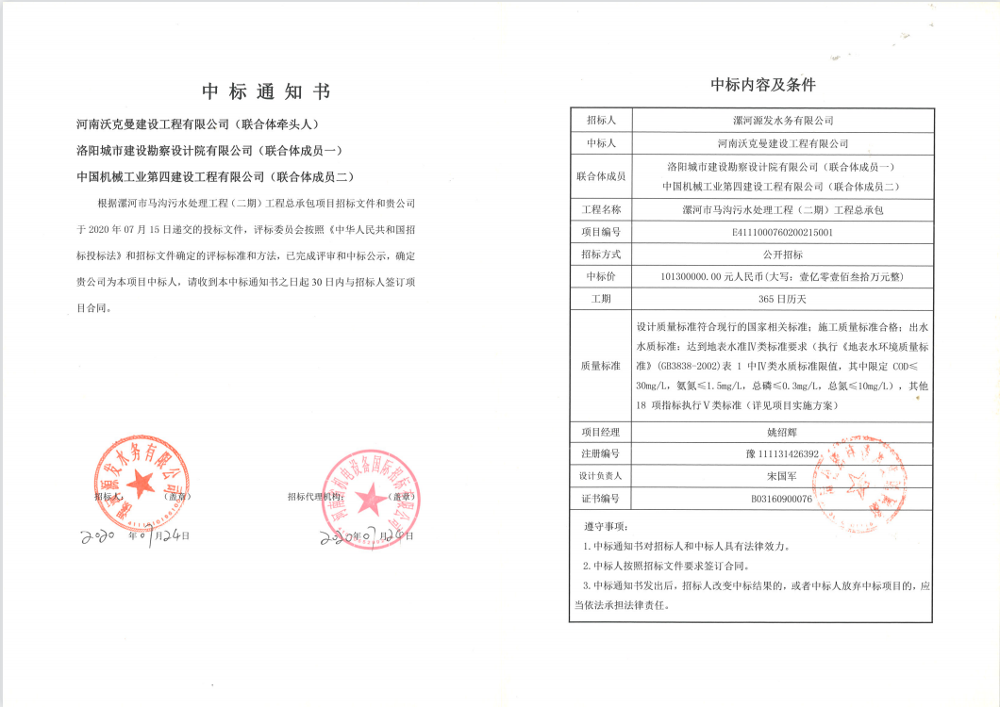 中标通知书
河南沃克曼建设工程有限公司（联合体牵头人）
洛阳城市建设勘察设计院有限公司（联合体成员一）
中国机械工业第四建设工程有限公司（联合体成员二）
根据漯河市马沟污水处理工程（二期）工程总承包项目招标文件和贵公司
于 2020 年 07 月 15 日递交的投标文件，评标委员会按照《中华人民共和国招
标投标法》和招标文件确定的评标标准和方法，已完成评审和中标公示，确定
贵公司为本项目中标人，请收到本中标通知书之日起 30 日内与招标人签订项
目合同。
招标人：（盖章）
招标代理机构：（盖章）
2020 年 07 月 24 日
2020 年 07 月 24 日
中标内容及条件
招标人 漯河源发水务有限公司
中标人 河南沃克曼建设工程有限公司
联合体成员 洛阳城市建设勘察设计院有限公司（联合体成员一）
中国机械工业第四建设工程有限公司（联合体成员二）
工程名称 漯河市马沟污水处理工程（二期）工程总承包
项目编号 E4111000760200215001
招标方式 公开招标
中标价 101300000.00 元人民币(大写：壹亿零壹佰叁拾万元整)
工期 365 日历天
质量标准 设计质量标准符合现行的国家相关标准；施工质量标准合格；出水
水质标准：达到地表水准Ⅳ类标准要求（执行《地表水环境质量标
准》(GB3838-2002)表 1 中Ⅳ类水质标准限值，其中限定 COD≤
30mg/L，氨氮≤1.5mg/L，总磷≤0.3mg/L，总氮≤10mg/L），其他
18 项指标执行Ⅴ类标准（详见项目实施方案）
项目经理 姚绍辉
注册编号 豫 111131426392
设计负责人 宋国军
证书编号 B03160900076
遵守事项：
1.中标通知书对招标人和中标人具有法律效力。
2.中标人按照招标文件要求签订合同。
3.中标通知书发出后，招标人改变中标结果的，或者中标人放弃中标项目的，应
当依法承担法律责任。